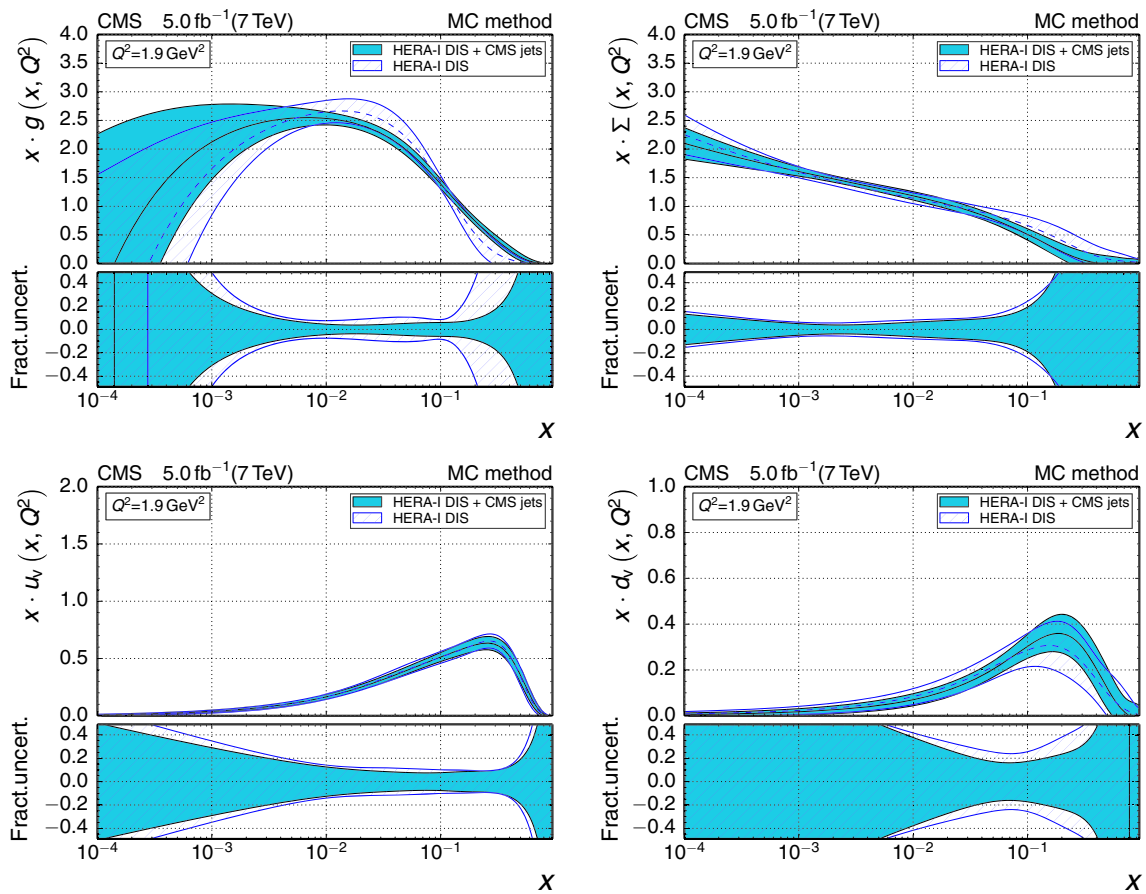 CMS 5.0 fb⁻¹(7 TeV) MC method
4.0
3.5
3.0
2.5
2.0
1.5
1.0
0.5
0.0
x · g (x, Q²)
Q²=1.9 GeV²
HERA-I DIS + CMS jets
HERA-I DIS
0.4
0.2
0.0
−0.2
−0.4
Fract.uncert.
10⁻⁴ 10⁻³ 10⁻² 10⁻¹
x
CMS 5.0 fb⁻¹(7 TeV) MC method
4.0
3.5
3.0
2.5
2.0
1.5
1.0
0.5
0.0
x · Σ (x, Q²)
Q²=1.9 GeV²
HERA-I DIS + CMS jets
HERA-I DIS
0.4
0.2
0.0
−0.2
−0.4
Fract.uncert.
10⁻⁴ 10⁻³ 10⁻² 10⁻¹
x
CMS 5.0 fb⁻¹(7 TeV) MC method
2.0
1.5
1.0
0.5
0.0
x · uᵥ (x, Q²)
Q²=1.9 GeV²
HERA-I DIS + CMS jets
HERA-I DIS
0.4
0.2
0.0
−0.2
−0.4
Fract.uncert.
10⁻⁴ 10⁻³ 10⁻² 10⁻¹
x
CMS 5.0 fb⁻¹(7 TeV) MC method
1.0
0.8
0.6
0.4
0.2
0.0
x · dᵥ (x, Q²)
Q²=1.9 GeV²
HERA-I DIS + CMS jets
HERA-I DIS
0.4
0.2
0.0
−0.2
−0.4
Fract.uncert.
10⁻⁴ 10⁻³ 10⁻² 10⁻¹
x